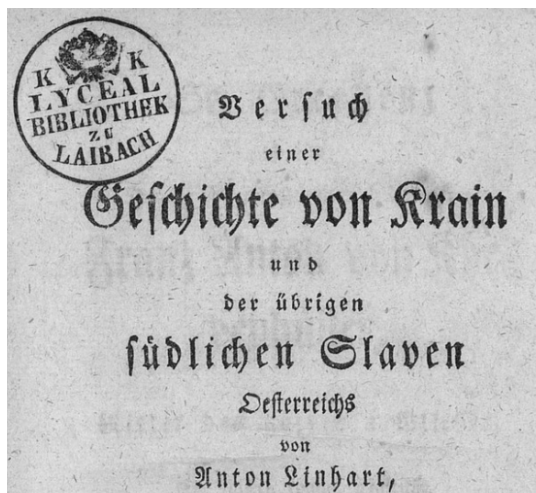 K K
LYCEAL
BIBLIOTHEK
ZU
LAIBACH
Verſuch
einer
Geſchichte von Krain
und
der übrigen
ſüdlichen Slaven
Oeſterreichs
von
Anton Linhart,